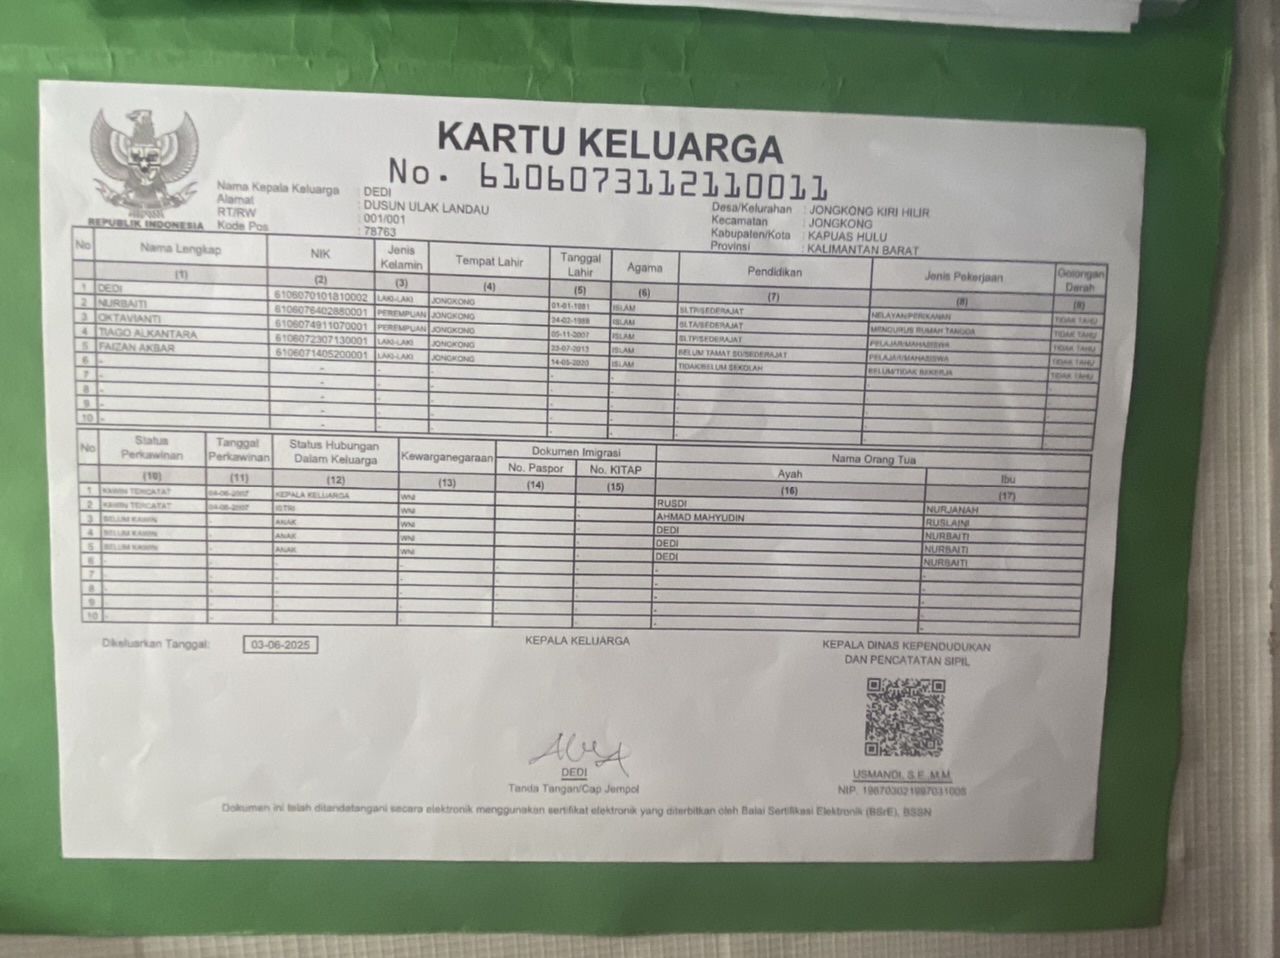 KARTU KELUARGA
No. 6106073112110011
REPUBLIK INDONESIA
Nama Kepala Keluarga : DEDI
Alamat : DUSUN ULAK LANDAU
RT/RW : 001/001
Kode Pos : 78763
Desa/Kelurahan : JONGKONG KIRI HILIR
Kecamatan : JONGKONG
Kabupaten/Kota : KAPUAS HULU
Provinsi : KALIMANTAN BARAT
No Nama Lengkap NIK Jenis Kelamin Tempat Lahir Tanggal Lahir Agama Pendidikan Jenis Pekerjaan Golongan Darah
(1) (2) (3) (4) (5) (6) (7) (8) (9)
1 DEDI 6106070101810002 LAKI-LAKI JONGKONG 01-01-1981 ISLAM SLTP/SEDERAJAT NELAYAN/PERIKANAN TIDAK TAHU
2 NURBAITI 6106076402880001 PEREMPUAN JONGKONG 24-02-1988 ISLAM SLTA/SEDERAJAT MENGURUS RUMAH TANGGA TIDAK TAHU
3 OKTAVIANTI 6106074911070001 PEREMPUAN JONGKONG ISLAM SLTP/SEDERAJAT PELAJAR/MAHASISWA TIDAK TAHU
4 TIAGO ALKANTARA 6106072307130001 LAKI-LAKI JONGKONG 23-07-2013 ISLAM BELUM TAMAT SD/SEDERAJAT PELAJAR/MAHASISWA TIDAK TAHU
5 FAIZAN AKBAR 6106071405200001 LAKI-LAKI JONGKONG 14-05-2020 ISLAM TIDAK/BELUM SEKOLAH BELUM/TIDAK BEKERJA TIDAK TAHU
6 - - - - - - - -
7 - - - - - - - -
8 - - - - - - - -
9 - - - - - - - -
10 - - - - - - - -
No Status Perkawinan Tanggal Perkawinan Status Hubungan Dalam Keluarga Kewarganegaraan Dokumen Imigrasi Nama Orang Tua
No. Paspor No. KITAP Ayah Ibu
(10) (11) (12) (13) (14) (15) (16) (17)
1 KAWIN TERCATAT 04-06-2007 KEPALA KELUARGA WNI - - RUSDI NURJANAH
2 KAWIN TERCATAT 04-06-2007 ISTRI WNI - - AHMAD MAHYUDIN RUSLAINI
3 BELUM KAWIN - ANAK WNI - - DEDI NURBAITI
4 BELUM KAWIN - ANAK WNI - - DEDI NURBAITI
5 BELUM KAWIN - ANAK WNI - - DEDI NURBAITI
6 - - - - - - - -
7 - - - - - - - -
8 - - - - - - - -
9 - - - - - - - -
10 - - - - - - - -
Dikeluarkan Tanggal: 03-06-2025
KEPALA KELUARGA
KEPALA DINAS KEPENDUDUKAN
DAN PENCATATAN SIPIL
DEDI
Tanda Tangan/Cap Jempol
USMANDI, S.E.,M.M.
NIP. 196703021997031008
Dokumen ini telah ditandatangani secara elektronik menggunakan sertifikat elektronik yang diterbitkan oleh Balai Sertifikasi Elektronik (BSrE), BSSN